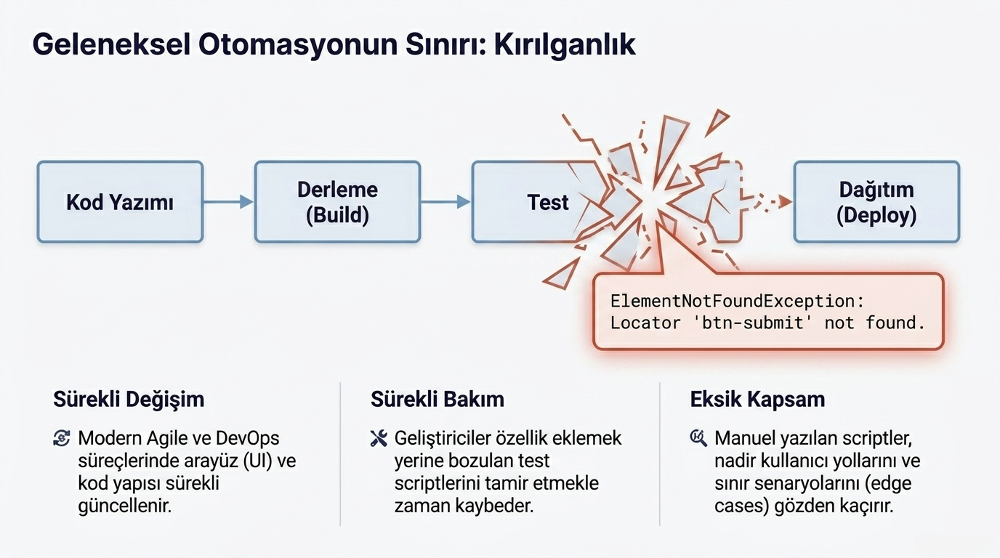 Geleneksel Otomasyonun Sınırı: Kırılganlık
Kod Yazımı
Derleme
(Build)
Test
Dağıtım
(Deploy)
ElementNotFoundException:
Locator 'btn-submit' not found.
Sürekli Değişim
Modern Agile ve DevOps
süreçlerinde arayüz (UI) ve
kod yapısı sürekli
güncellenir.
Sürekli Bakım
Geliştiriciler özellik eklemek
yerine bozulan test
scriptlerini tamir etmekle
zaman kaybeder.
Eksik Kapsam
Manuel yazılan scriptler,
nadir kullanıcı yollarını ve
sınır senaryolarını (edge
cases) gözden kaçırır.